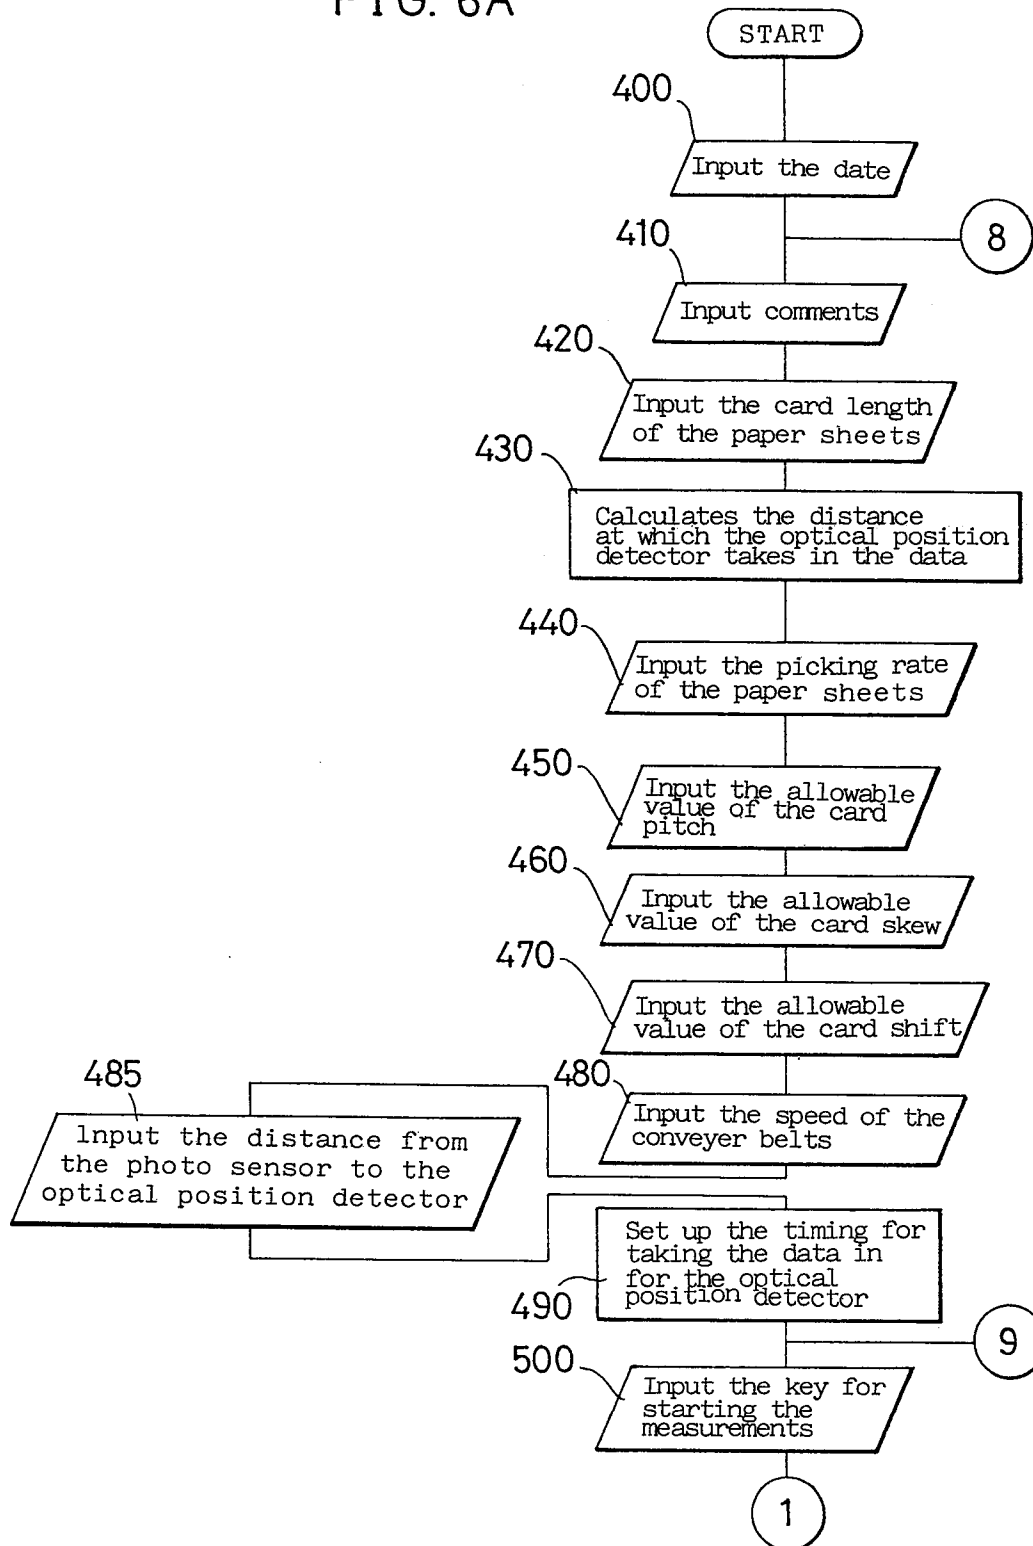 FIG. 6A
START
400
Input the date
8
410
Input comments
420
Input the card length
of the paper sheets
430
Calculates the distance
at which the optical position
detector takes in the data
440
Input the picking rate
of the paper sheets
450
Input the allowable
value of the card
pitch
460
Input the allowable
value of the card skew
470
Input the allowable
value of the card shift
480
Input the speed of the
conveyer belts
485
Input the distance from
the photo sensor to the
optical position detector
490
Set up the timing for
taking the data in
for the optical
position detector
9
500
Input the key for
starting the
measurements
1